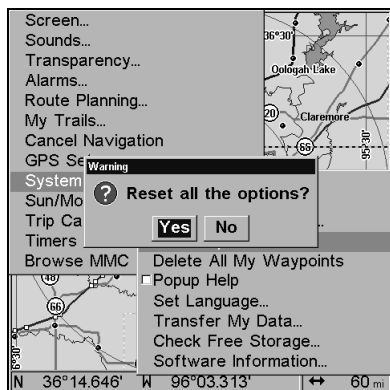 Screen...
Sounds...
Transparency...
Alarms...
Route Planning...
My Trails...
Cancel Navigation
GPS Se
System
Sun/Mo
Trip Ca
Timers
Browse MMC
36°30'
Oologah Lake
20
Claremore
66
95°30'
Warning
Reset all the options?
Yes
No
Delete All My Waypoints
Popup Help
Set Language...
Transfer My Data...
Check Free Storage...
Software Information...
48
66
6°30'
N 36°14.646' W 96°03.313' ↔ 60 mi